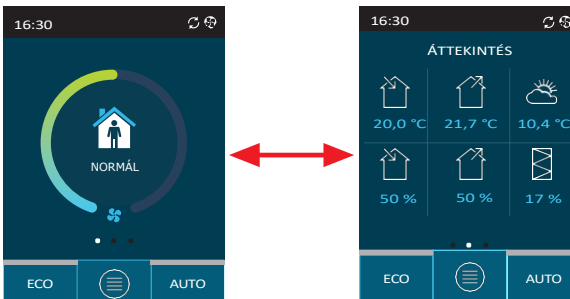 16:30
NORMÁL
ECO
AUTO
16:30
ÁTTEKINTÉS
20,0 °C 21,7 °C 10,4 °C
50 % 50 % 17 %
ECO
AUTO